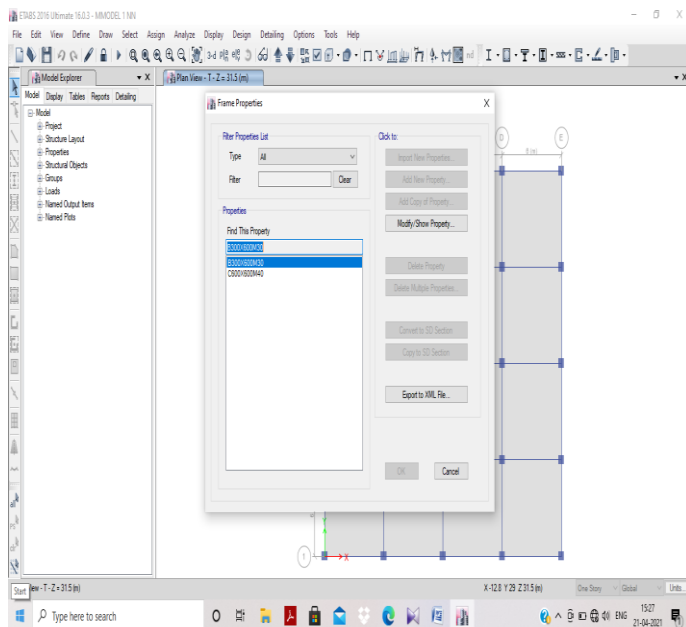 ETABS 2016 Ultimate 16.0.3 - MMODEL 1 NN
File Edit View Define Draw Select Assign Analyze Display Design Detailing Options Tools Help
Model Explorer
Plan View - T - Z = 31.5 (m)
Model Display Tables Reports Detailing
Model
Project
Structure Layout
Properties
Structural Objects
Groups
Loads
Named Output Items
Named Plots
Frame Properties
Filter Properties List
Type All
Filter
Clear
Properties
Find This Property
B300X600M30
B300X600M30
C600X600M40
Click to:
Import New Properties...
Add New Property...
Add Copy of Property...
Modify/Show Property...
Delete Property
Delete Multiple Properties...
Convert to SD Section
Copy to SD Section
Export to XML File...
OK
Cancel
D
E
6 (m)
1
X
Start
iew - T - Z = 31.5 (m)
X -12.8 Y 29 Z 31.5 (m)
One Story
Global
Units...
Type here to search
ENG
15:27
21-04-2021